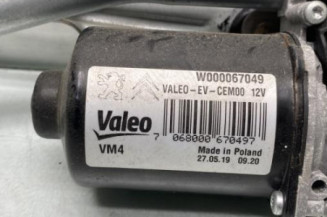 W000067049
VALEO-EV-CEM00 12V
Valeo
7 068000 670497
VM4
Made in Poland
27.05.19 09.20